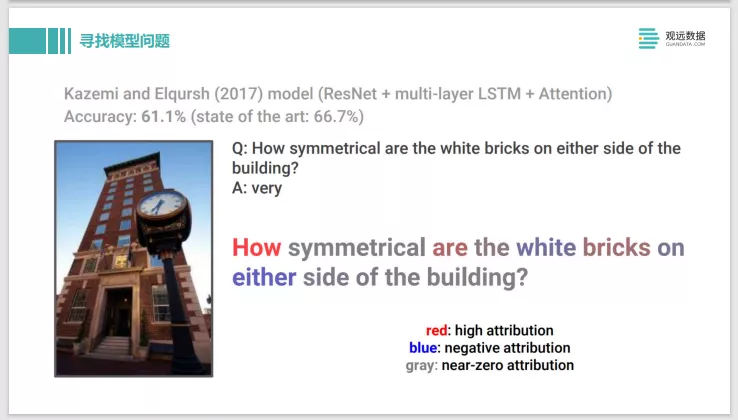 寻找模型问题
观远数据
GUANDATA.COM
Kazemi and Elqursh (2017) model (ResNet + multi-layer LSTM + Attention)
Accuracy: 61.1% (state of the art: 66.7%)
Q: How symmetrical are the white bricks on either side of the
building?
A: very
How symmetrical are the white bricks on
either side of the building?
red: high attribution
blue: negative attribution
gray: near-zero attribution